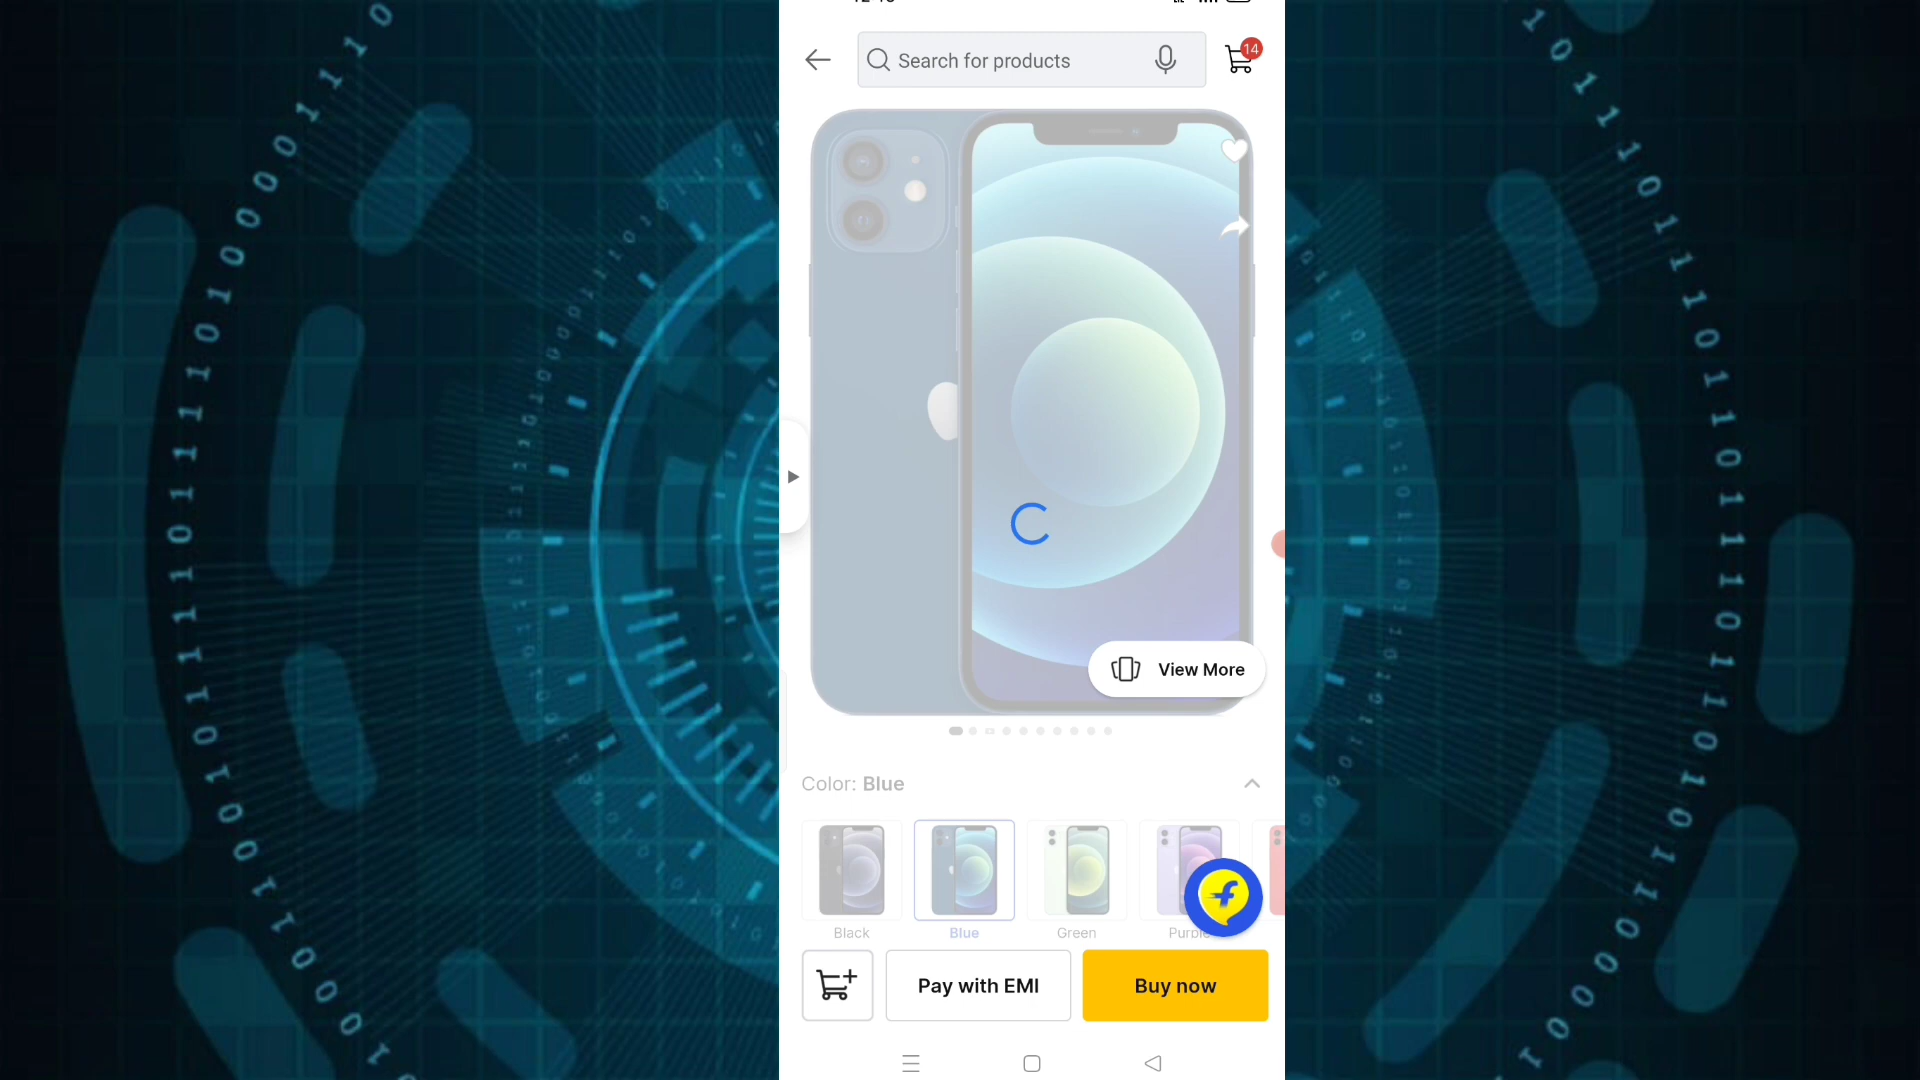 Search for products
14
View More
Color: Blue
Black
Blue
Green
Pay with EMI
Buy now